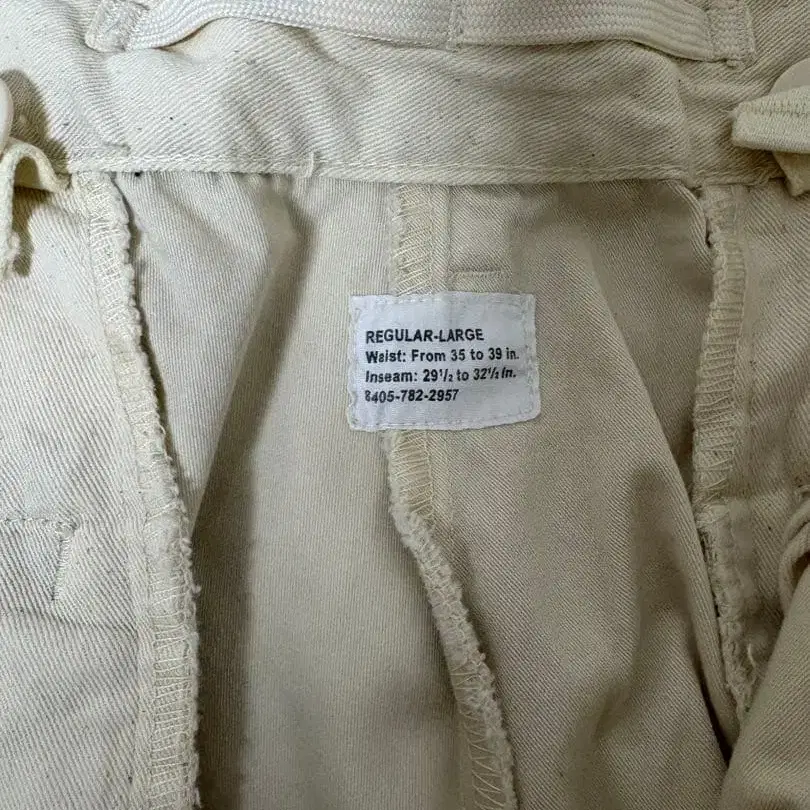 REGULAR-LARGE
Waist: From 35 to 39 in.
Inseam: 29½ to 32½ in.
8405-782-2957